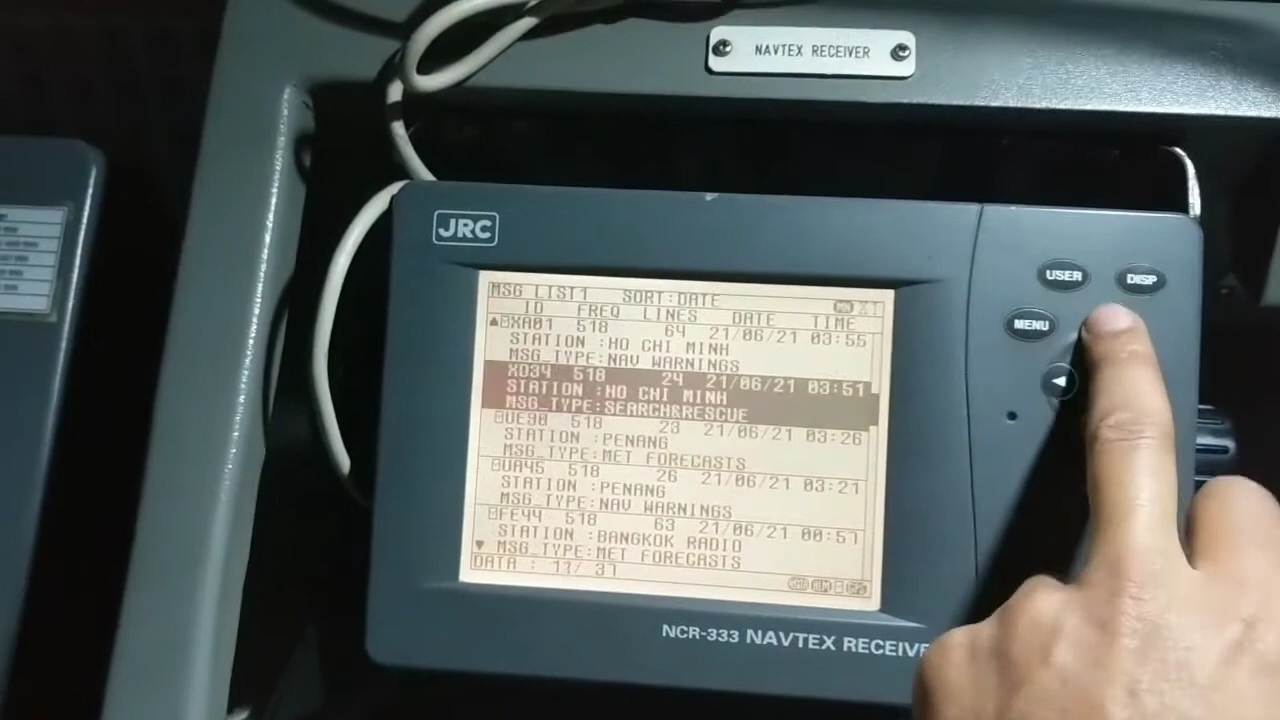 NAVTEX RECEIVER
JRC
USER
DISP
MENU
MSG LIST1 SORT:DATE
ID FREQ LINES DATE TIME
XA01 518 64 21/06/21 03:55
STATION :HO CHI MINH
MSG_TYPE:NAV WARNINGS
XD34 518 24 21/06/21 03:51
STATION :HO CHI MINH
MSG_TYPE:SEARCH&RESCUE
UE98 518 23 21/06/21 03:26
STATION :PENANG
MSG_TYPE:MET FORECASTS
UA45 518 26 21/06/21 03:21
STATION :PENANG
MSG_TYPE:NAV WARNINGS
FE44 518 63 21/06/21 00:57
STATION :BANGKOK RADIO
MSG_TYPE:MET FORECASTS
DATA : 13/ 37
NCR-333 NAVTEX RECEIVE